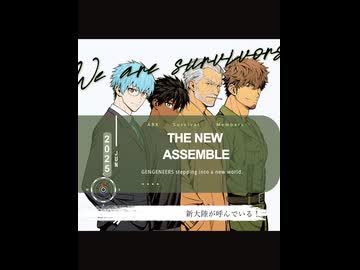 We are survivors
ARK Survival Members
THE NEW
ASSEMBLE
GENGENEERS stepping into a new world.
2025
JUN
新大陸が呼んでいる！